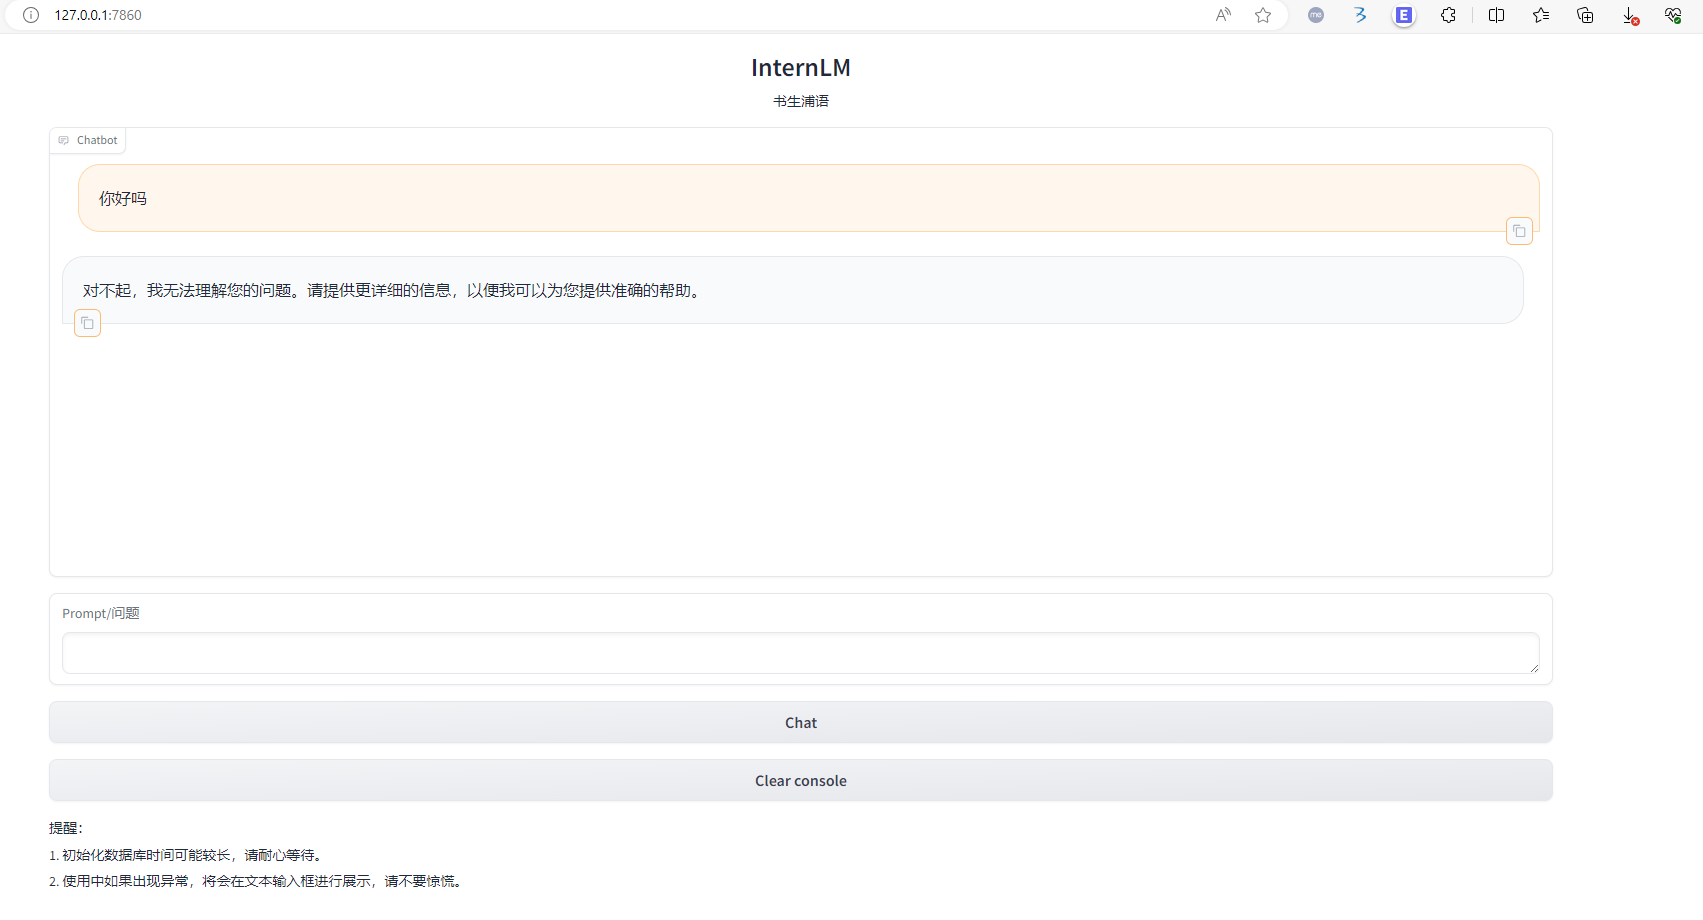 127.0.0.1:7860
InternLM
书生浦语
Chatbot
你好吗
对不起，我无法理解您的问题。请提供更详细的信息，以便我可以为您提供准确的帮助。
Prompt/问题
Chat
Clear console
提醒：
1. 初始化数据库时间可能较长，请耐心等待。
2. 使用中如果出现异常，将会在文本输入框进行展示，请不要惊慌。